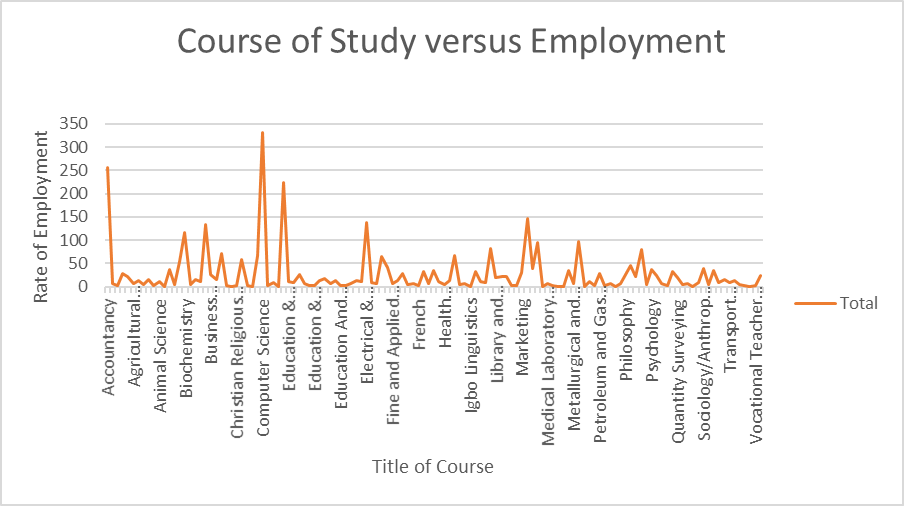 Course of Study versus Employment
Rate of Employment
350
300
250
200
150
100
50
0
Accountancy
Agricultural..
Animal Science
Biochemistry
Business..
Christian Religious..
Computer Science
Education &..
Education &..
Education And..
Electrical &..
Fine and Applied..
French
Health..
Igbo Linguistics
Library and..
Marketing
Medical Laboratory..
Metallurgical and..
Petroleum and Gas..
Philosophy
Psychology
Quantity Surveying
Sociology/Anthrop..
Transport..
Vocational Teacher..
Title of Course
Total